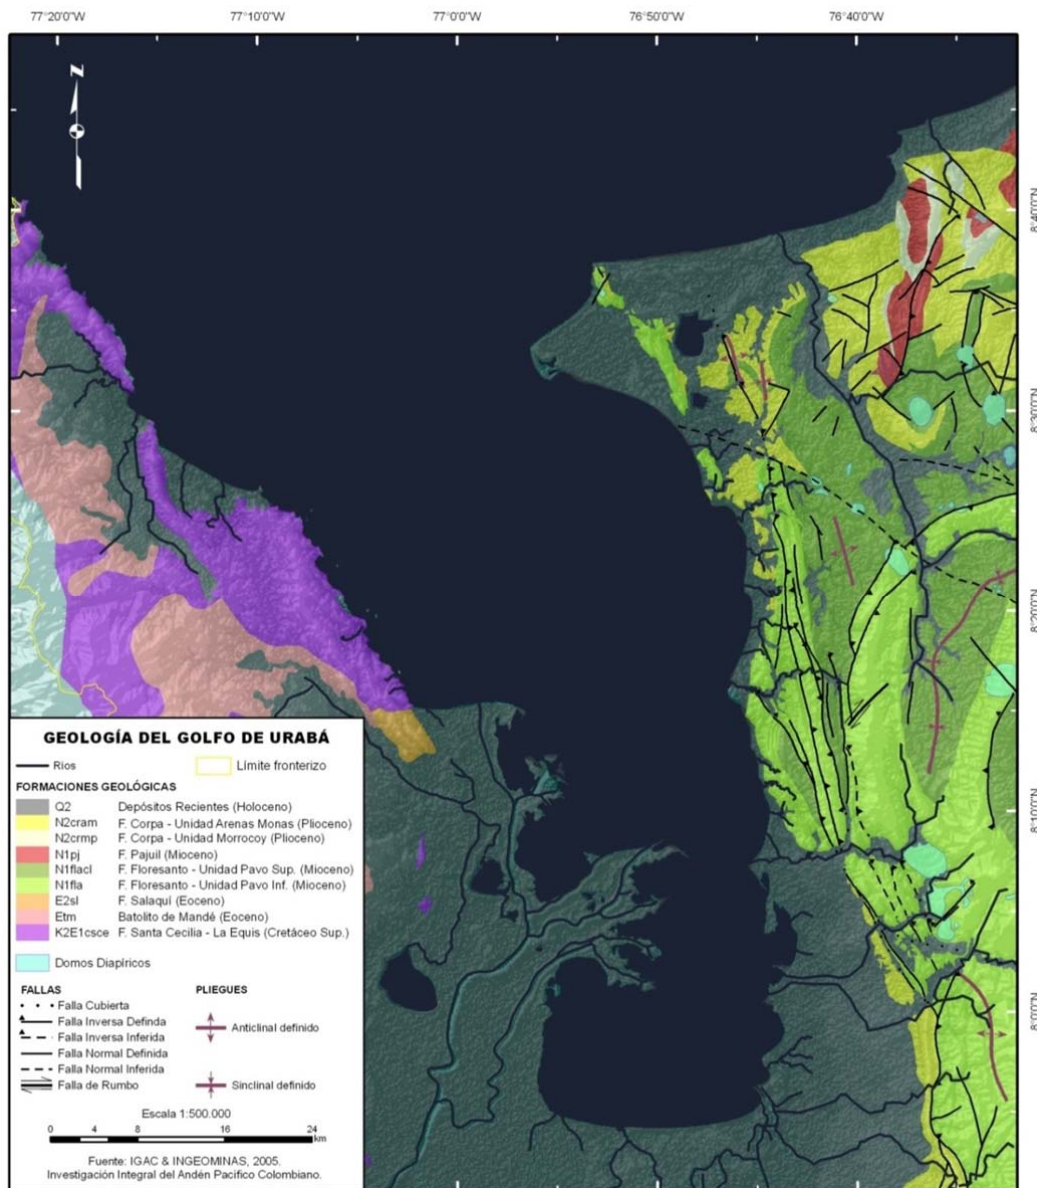 77°20'0"W 77°10'0"W 77°0'0"W 76°50'0"W 76°40'0"W
Z
8°40'0"N
8°30'0"N
8°20'0"N
8°10'0"N
8°0'0"N
GEOLOGÍA DEL GOLFO DE URABÁ
Rios Límite fronterizo
FORMACIONES GEOLÓGICAS
Q2 Depósitos Recientes (Holoceno)
N2cram F. Corpa - Unidad Arenas Monas (Plioceno)
N2crmp F. Corpa - Unidad Morrocoy (Plioceno)
N1pj F. Pajuil (Mioceno)
N1flacl F. Floresanto - Unidad Pavo Sup. (Mioceno)
N1fla F. Floresanto - Unidad Pavo Inf. (Mioceno)
E2sl F. Salaquí (Eoceno)
Etm Batolito de Mandé (Eoceno)
K2E1csce F. Santa Cecilia - La Equis (Cretáceo Sup.)
Domos Diapíricos
FALLAS PLIEGUES
Falla Cubierta
Falla Inversa Definda
Falla Inversa Inferida
Falla Normal Definida
Falla Normal Inferida
Falla de Rumbo
Anticlinal definido
Sinclinal definido
Escala 1:500.000
0 4 8 16 24
km
Fuente: IGAC & INGEOMINAS, 2005.
Investigación Integral del Andén Pacifico Colombiano.